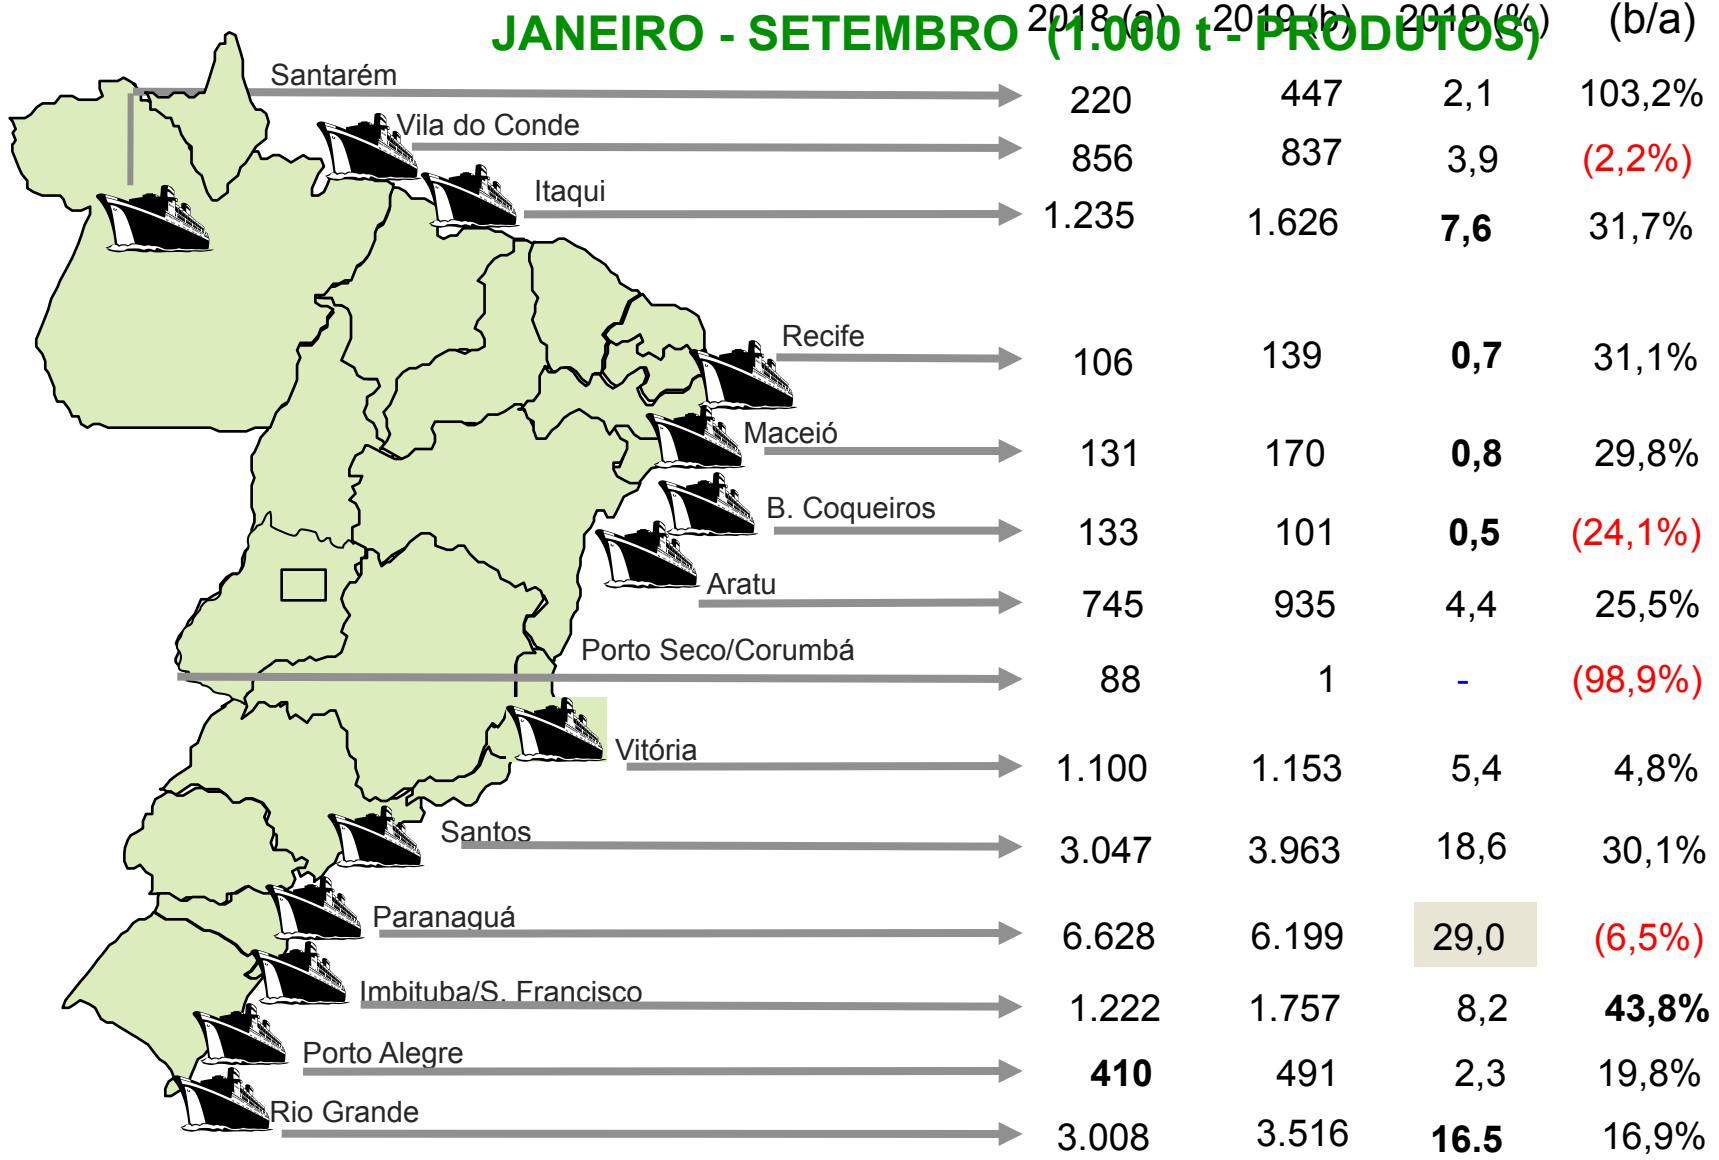 2018 (a) 2019 (b) 2019 (%) (b/a)
JANEIRO - SETEMBRO (1.000 t - PRODUTOS)
Santarém 220 447 2,1 103,2%
Vila do Conde 856 837 3,9 (2,2%)
Itaqui 1.235 1.626 7,6 31,7%
Recife 106 139 0,7 31,1%
Maceió 131 170 0,8 29,8%
B. Coqueiros 133 101 0,5 (24,1%)
Aratu 745 935 4,4 25,5%
Porto Seco/Corumbá 88 1 - (98,9%)
Vitória 1.100 1.153 5,4 4,8%
Santos 3.047 3.963 18,6 30,1%
Paranaguá 6.628 6.199 29,0 (6,5%)
Imbituba/S. Francisco 1.222 1.757 8,2 43,8%
Porto Alegre 410 491 2,3 19,8%
Rio Grande 3.008 3.516 16.5 16,9%